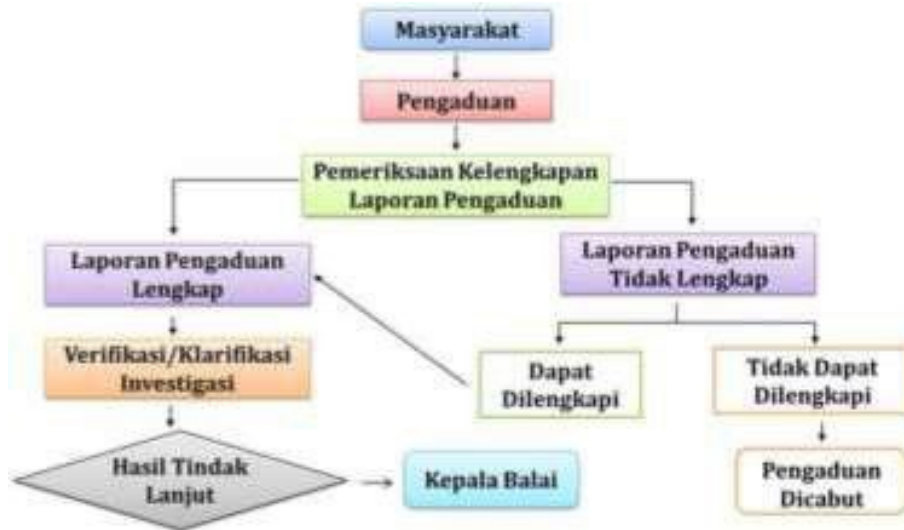 Masyarakat
Pengaduan
Pemeriksaan Kelengkapan
Laporan Pengaduan
Laporan Pengaduan
Lengkap
Laporan Pengaduan
Tidak Lengkap
Verifikasi/Klarifikasi
Investigasi
Dapat
Dilengkapi
Tidak Dapat
Dilengkapi
Hasil Tindak
Lanjut
Kepala Balai
Pengaduan
Dicabut